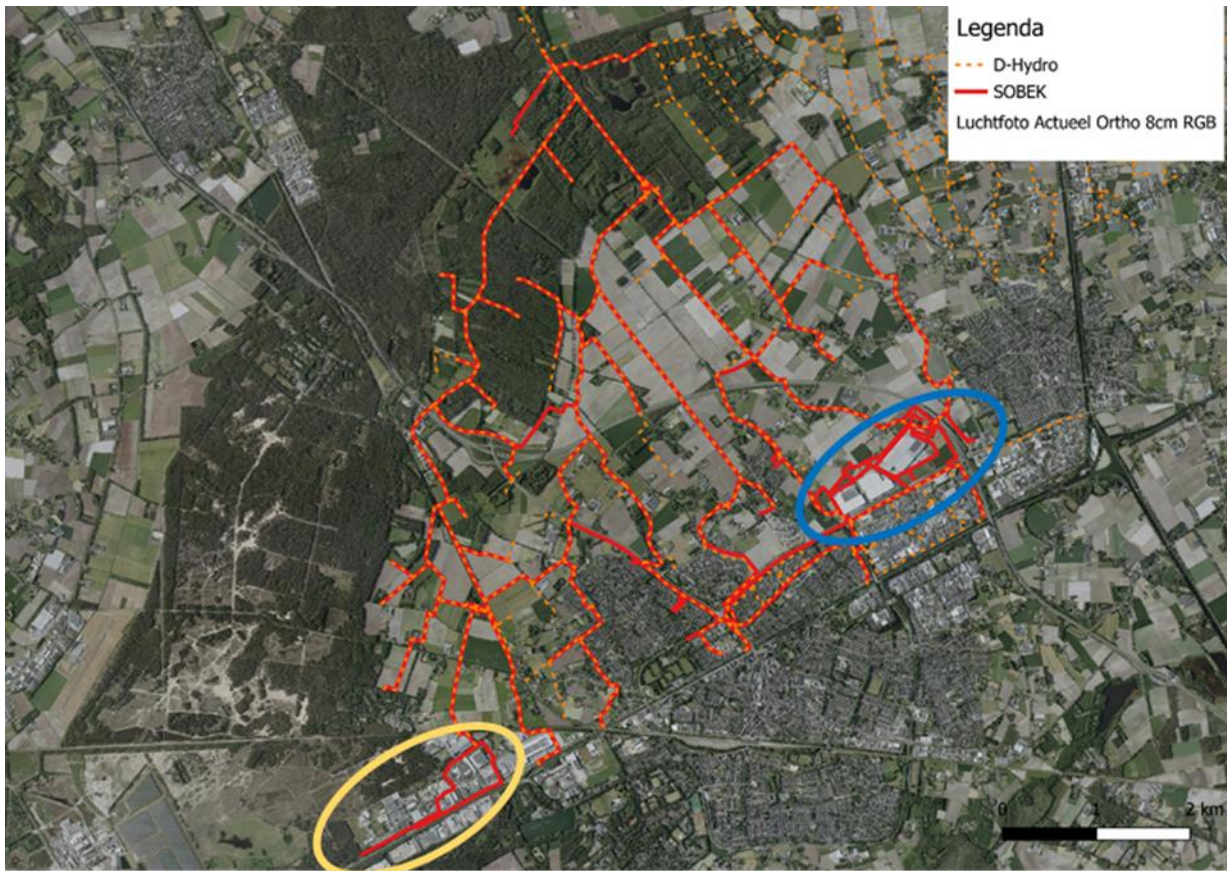 Legenda
D-Hydro
SOBEK
Luchtfoto Actueel Ortho 8cm RGB
0 1 2 km